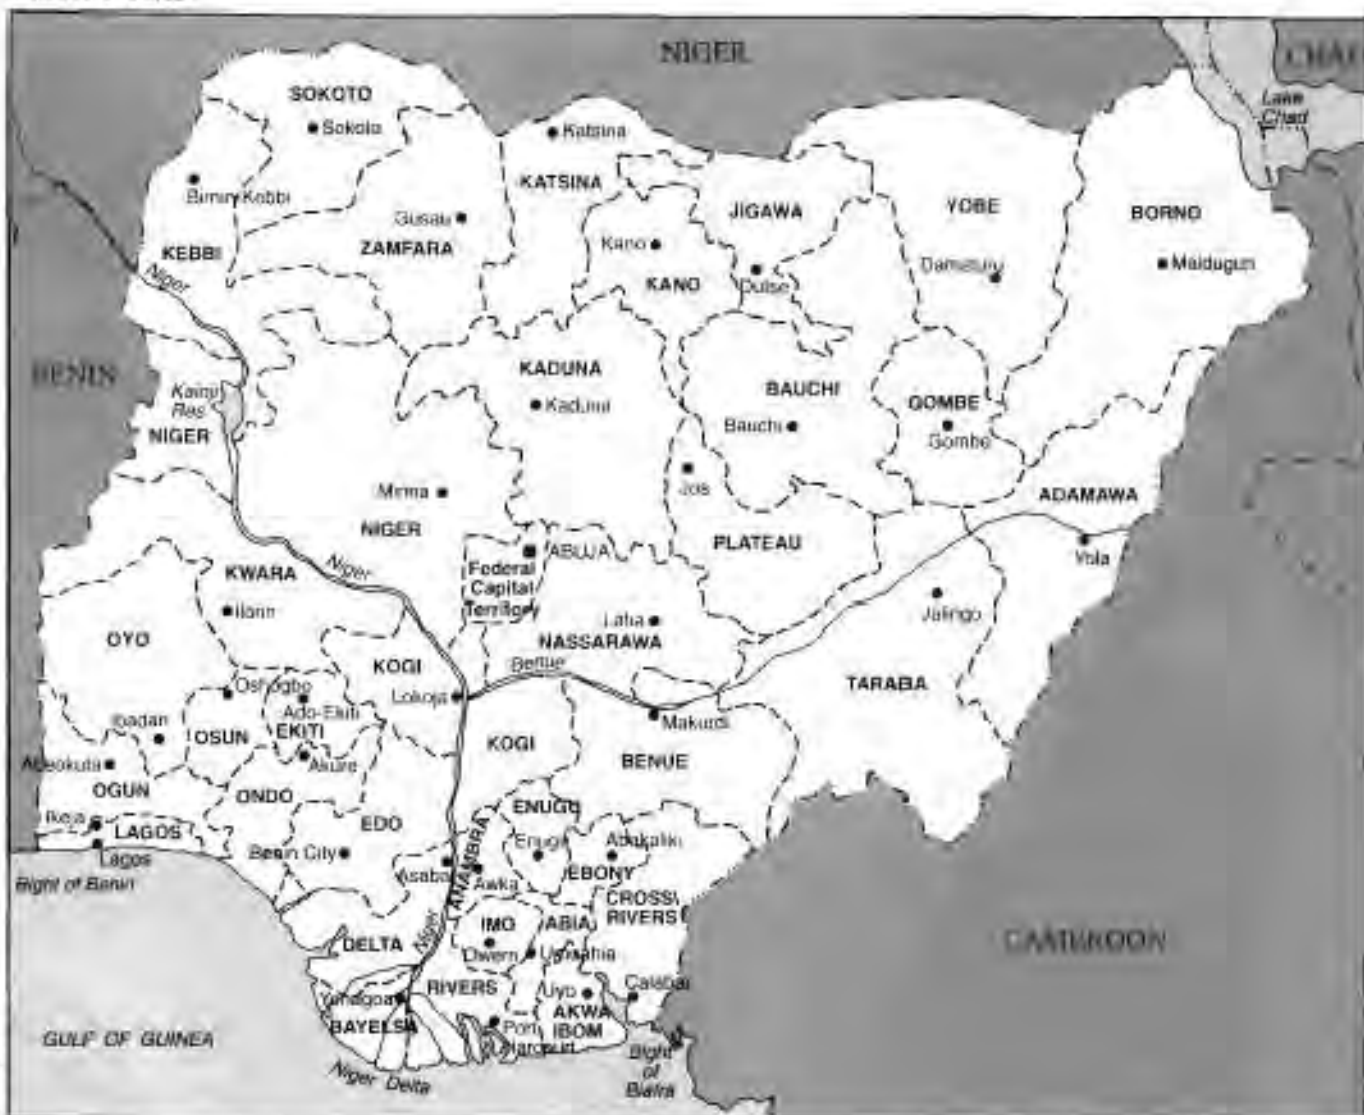 NIGER
CHAD
Lake
Chad
SOKOTO
Sokoto
Katsina
KATSINA
Birnin Kebbi
KEBBI
Gusau
ZAMFARA
JIGAWA
YOBE
BORNO
Kano
KANO
Dutse
Damaturu
Maidugun
Niger
BENIN
Kainji
Res
NIGER
KADUNA
Kaduna
BAUCHI
Bauchi
GOMBE
Gombe
Minna
NIGER
Jos
PLATEAU
ADAMAWA
Yola
ABUJA
Federal
Capital
Territory
Niger
KWARA
Ilorin
OYO
Lafia
NASSARAWA
Jalingo
TARABA
KOGI
Benue
Lokoja
Makurdi
Oshogbo
Ado-Ekiti
EKITI
Ibadan
OSUN
KOGI
BENUE
Akure
Abeokuta
OGUN
ONDO
EDO
ENUGU
Enugu
Abakaliki
Ikeja
LAGOS
Lagos
Benin City
Asaba
ANAMBRA
Awka
EBONY
Bight of Benin
CROSS
RIVERS
IMO
ABIA
Owerri
Umuahia
DELTA
Niger
CAMEROON
RIVERS
Uyo
Calabar
Yenagoa
BAYELSA
AKWA
IBOM
Port
Harcourt
GULF OF GUINEA
Niger Delta
Bight
of
Biafra